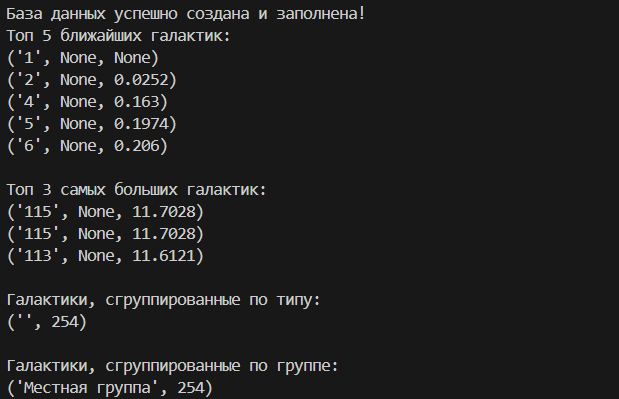 База данных успешно создана и заполнена!
Топ 5 ближайших галактик:
('1', None, None)
('2', None, 0.0252)
('4', None, 0.163)
('5', None, 0.1974)
('6', None, 0.206)
Топ 3 самых больших галактик:
('115', None, 11.7028)
('115', None, 11.7028)
('113', None, 11.6121)
Галактики, сгруппированные по типу:
('', 254)
Галактики, сгруппированные по группе:
('Местная группа', 254)